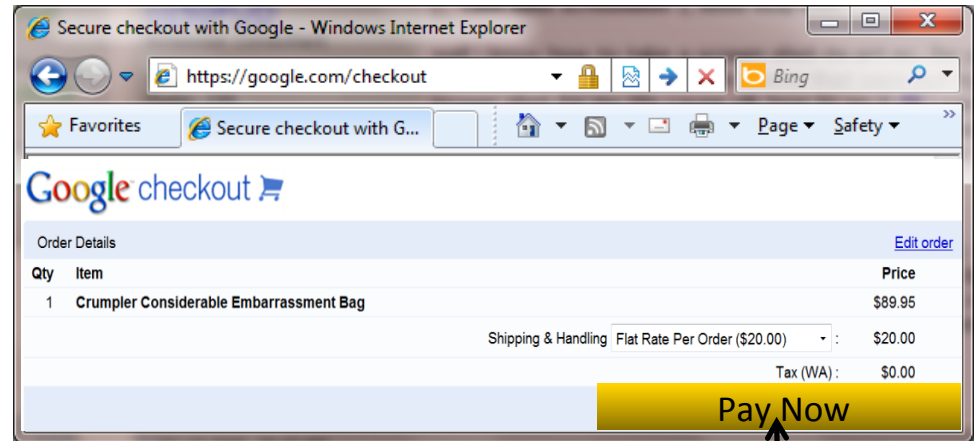 Secure checkout with Google - Windows Internet Explorer
https://google.com/checkout Bing
Favorites Secure checkout with G... Page Safety »
Google™ checkout
Order Details Edit order
Qty Item Price
1 Crumpler Considerable Embarrassment Bag $89.95
Shipping & Handling Flat Rate Per Order ($20.00) : $20.00
Tax (WA) : $0.00
Pay Now